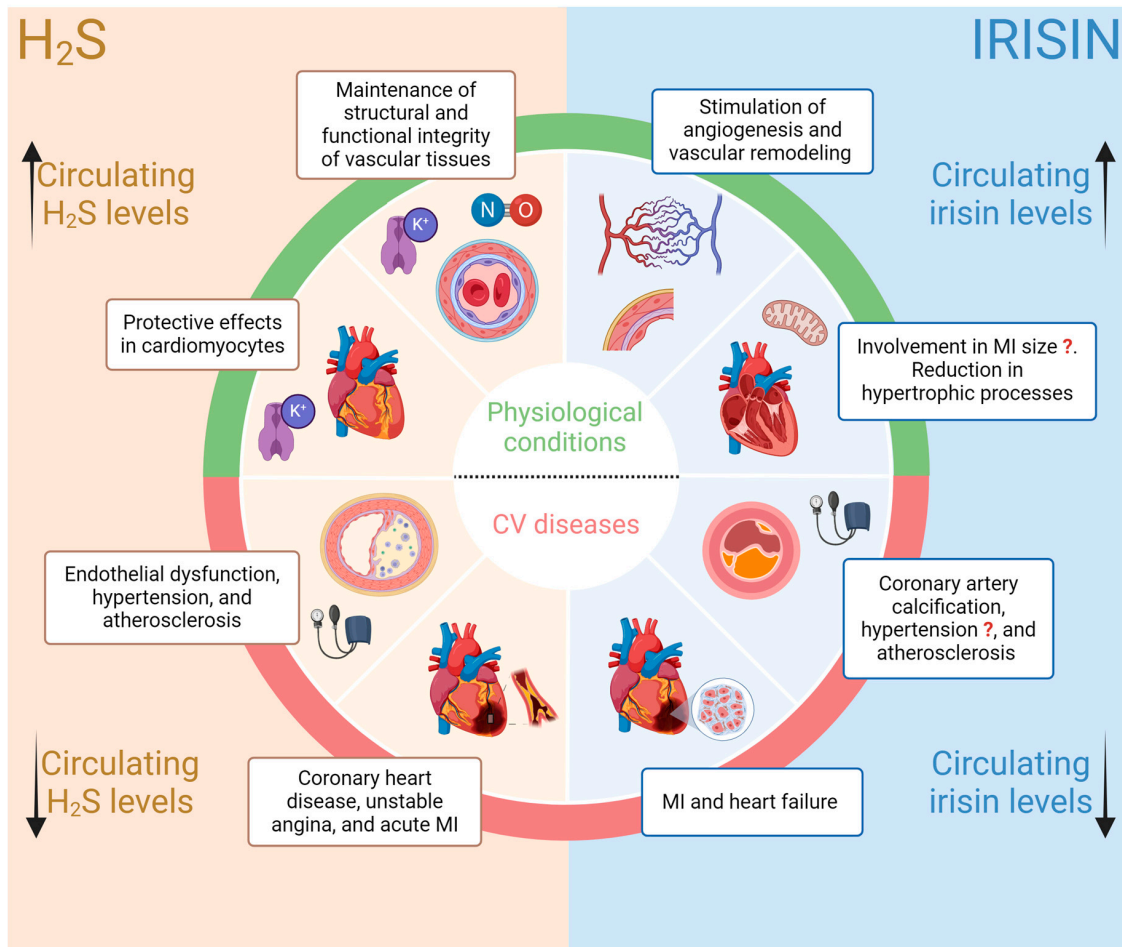 H₂S
IRISIN
Maintenance of
structural and
functional integrity
of vascular tissues
Stimulation of
angiogenesis and
vascular remodeling
Circulating
H₂S levels
Circulating
irisin levels
K⁺
N O
Protective effects
in cardiomyocytes
K⁺
Involvement in MI size ?.
Reduction in
hypertrophic processes
Physiological
conditions
CV diseases
Endothelial dysfunction,
hypertension, and
atherosclerosis
Coronary artery
calcification,
hypertension ?, and
atherosclerosis
Circulating
H₂S levels
Circulating
irisin levels
Coronary heart
disease, unstable
angina, and acute MI
MI and heart failure